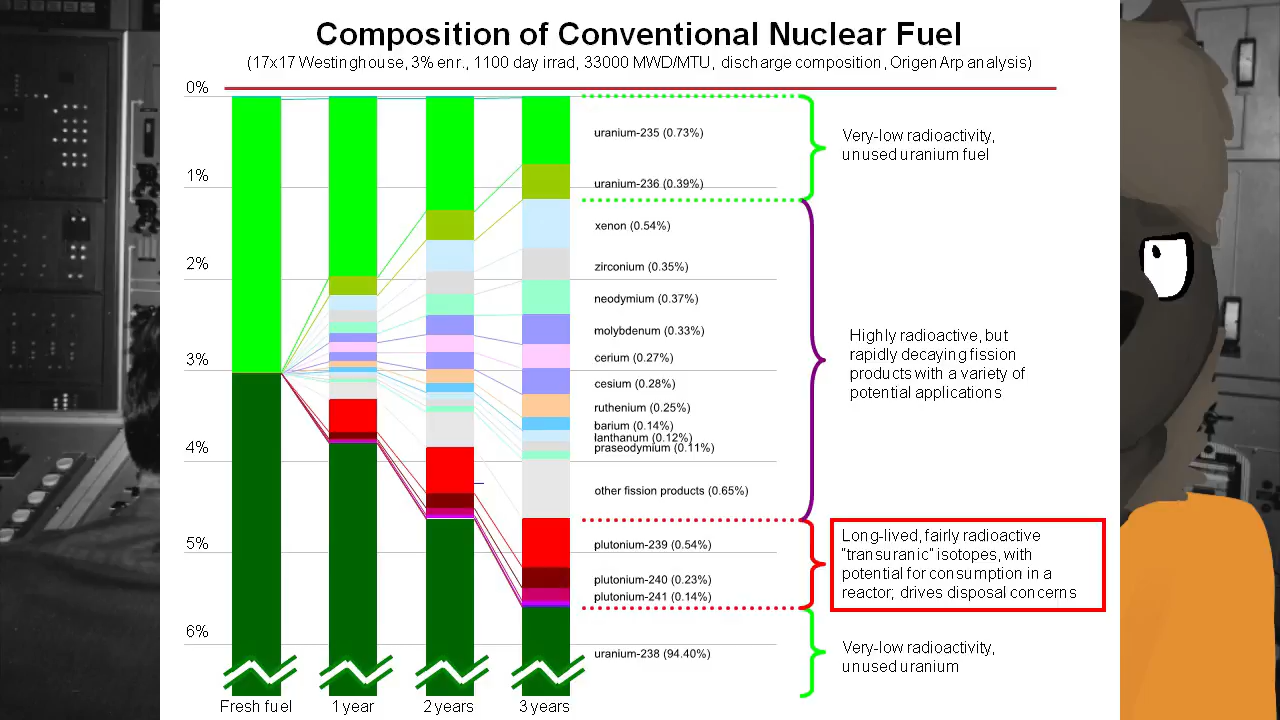 Composition of Conventional Nuclear Fuel
(17x17 Westinghouse, 3% enr., 1100 day irrad, 33000 MWD/MTU, discharge composition, Origen Arp analysis)
0%
1%
2%
3%
4%
5%
6%
uranium-235 (0.73%)
uranium-236 (0.39%)
xenon (0.54%)
zirconium (0.35%)
neodymium (0.37%)
molybdenum (0.33%)
cerium (0.27%)
cesium (0.28%)
ruthenium (0.25%)
barium (0.14%)
lanthanum (0.12%)
praseodymium (0.11%)
other fission products (0.65%)
plutonium-239 (0.54%)
plutonium-240 (0.23%)
plutonium-241 (0.14%)
uranium-238 (94.40%)
Very-low radioactivity,
unused uranium fuel
Highly radioactive, but
rapidly decaying fission
products with a variety of
potential applications
Long-lived, fairly radioactive
"transuranic" isotopes, with
potential for consumption in a
reactor; drives disposal concerns
Very-low radioactivity,
unused uranium
Fresh fuel
1 year
2 years
3 years